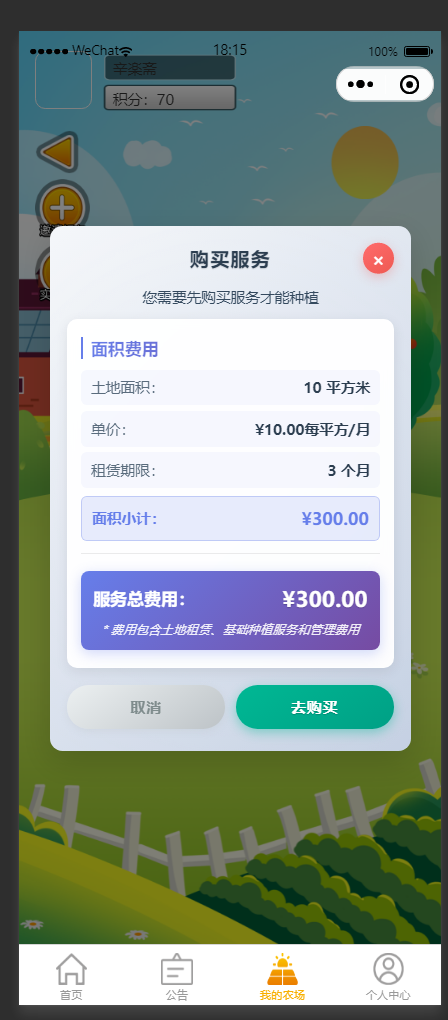 WeChat 18:15 100%
辛楽斋
积分：70
购买服务
×
您需要先购买服务才能种植
面积费用
土地面积： 10 平方米
单价： ¥10.00每平方/月
租赁期限： 3 个月
面积小计： ¥300.00
服务总费用： ¥300.00
* 费用包含土地租赁、基础种植服务和管理费用
取消 去购买
首页 公告 我的农场 个人中心